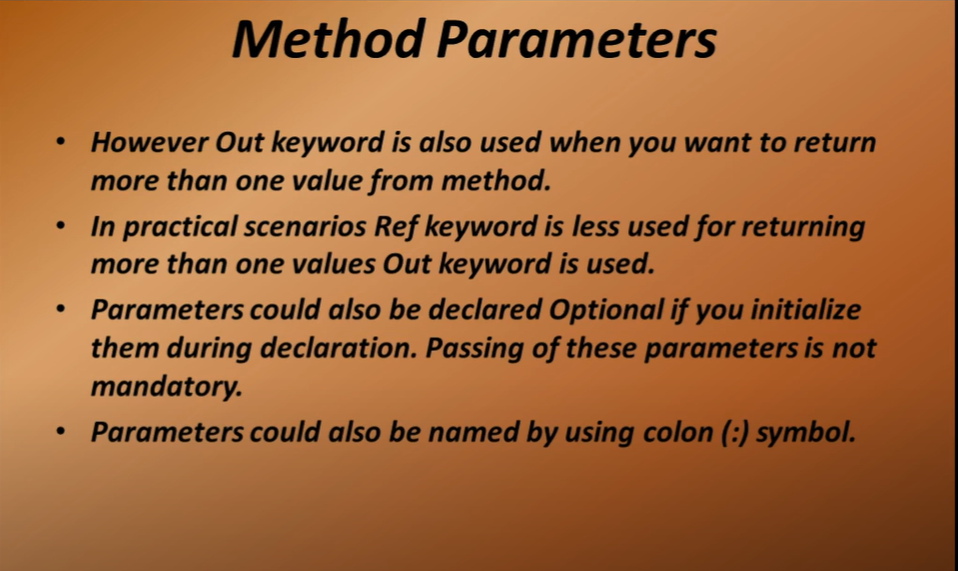 Method Parameters
• However Out keyword is also used when you want to return
more than one value from method.
• In practical scenarios Ref keyword is less used for returning
more than one values Out keyword is used.
• Parameters could also be declared Optional if you initialize
them during declaration. Passing of these parameters is not
mandatory.
• Parameters could also be named by using colon (:) symbol.